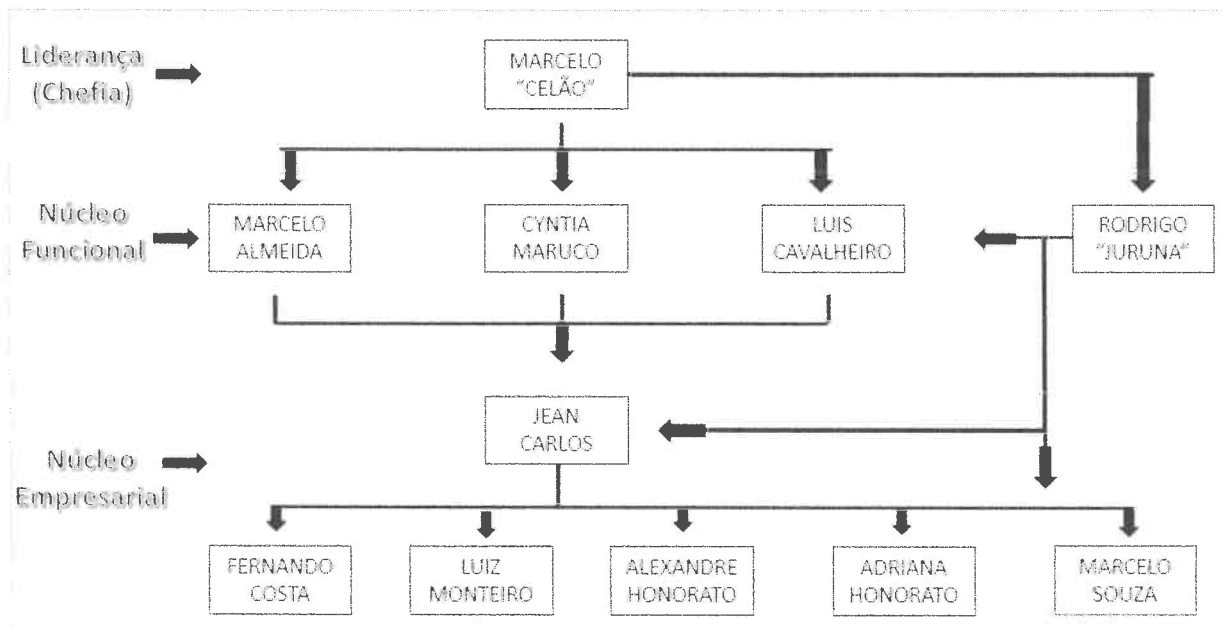 Liderança
(Chefia)
MARCELO
"CELÃO"
Núcleo
Funcional
MARCELO
ALMEIDA
CYNTIA
MARUCO
LUIS
CAVALHEIRO
RODRIGO
"JURUNA"
Núcleo
Empresarial
JEAN
CARLOS
FERNANDO
COSTA
LUIZ
MONTEIRO
ALEXANDRE
HONORATO
ADRIANA
HONORATO
MARCELO
SOUZA